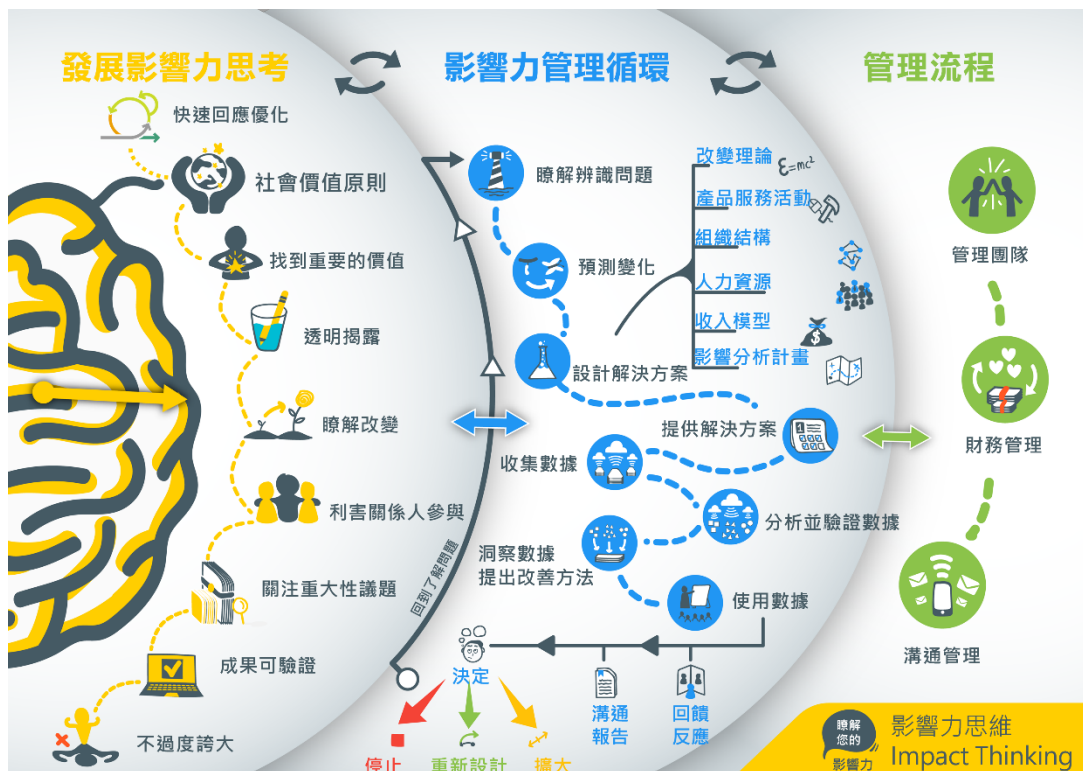 發展影響力思考
快速回應優化
社會價值原則
找到重要的價值
透明揭露
瞭解改變
利害關係人參與
關注重大性議題
成果可驗證
不過度誇大
影響力管理循環
瞭解辨識問題
預測變化
設計解決方案
改變理論
ε=mc²
產品服務活動
組織結構
人力資源
收入模型
$
影響分析計畫
提供解決方案
1
收集數據
分析並驗證數據
洞察數據
提出改善方法
使用數據
回饋
反應
溝通
報告
決定
停止
重新設計
擴大
回到了解問題
管理流程
管理團隊
財務管理
溝通管理
瞭解
您的
影響力
影響力思維
Impact Thinking